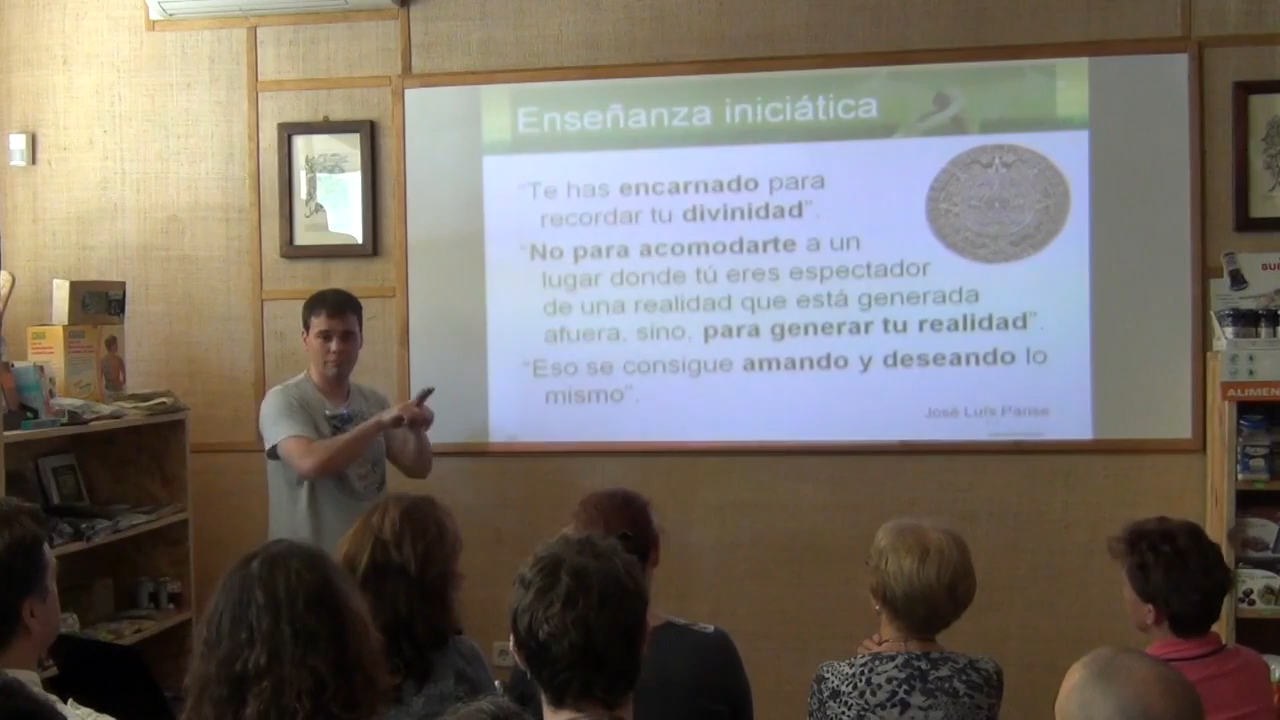 Enseñanza iniciática
“Te has encarnado para
recordar tu divinidad”.
“No para acomodarte a un
lugar donde tú eres espectador
de una realidad que está generada
afuera, sino, para generar tu realidad”.
“Eso se consigue amando y deseando lo
mismo”.
José Luis Parise
ALIMEN